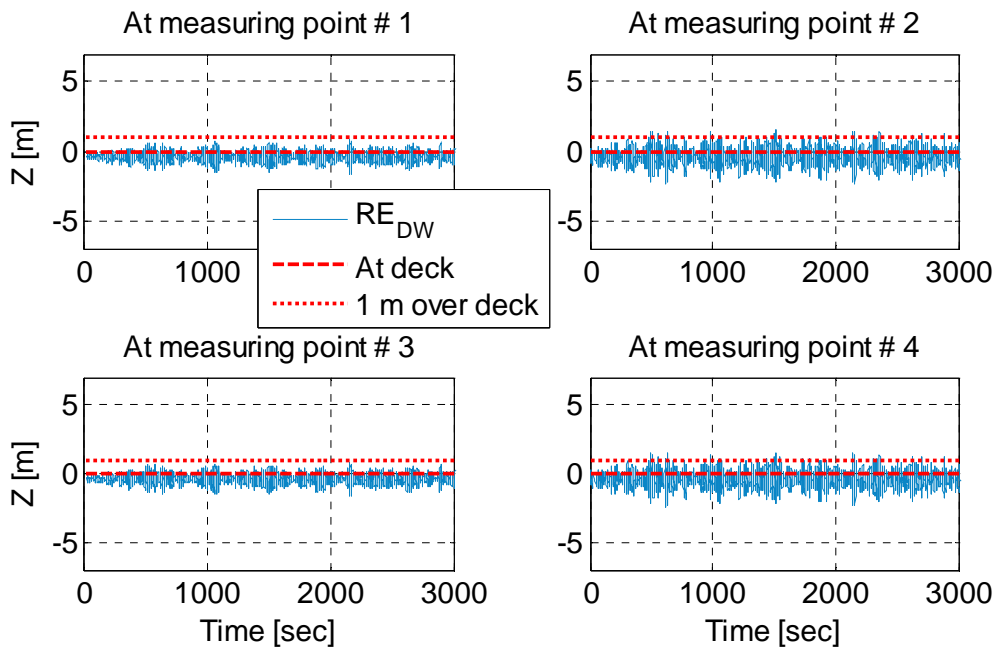 At measuring point # 1
At measuring point # 2
Z [m]
5
0
-5
0
1000
5
0
-5
0
1000
2000
3000
RE_DW
At deck
1 m over deck
At measuring point # 3
At measuring point # 4
Z [m]
5
0
-5
0
1000
2000
3000
Time [sec]
5
0
-5
0
1000
2000
3000
Time [sec]